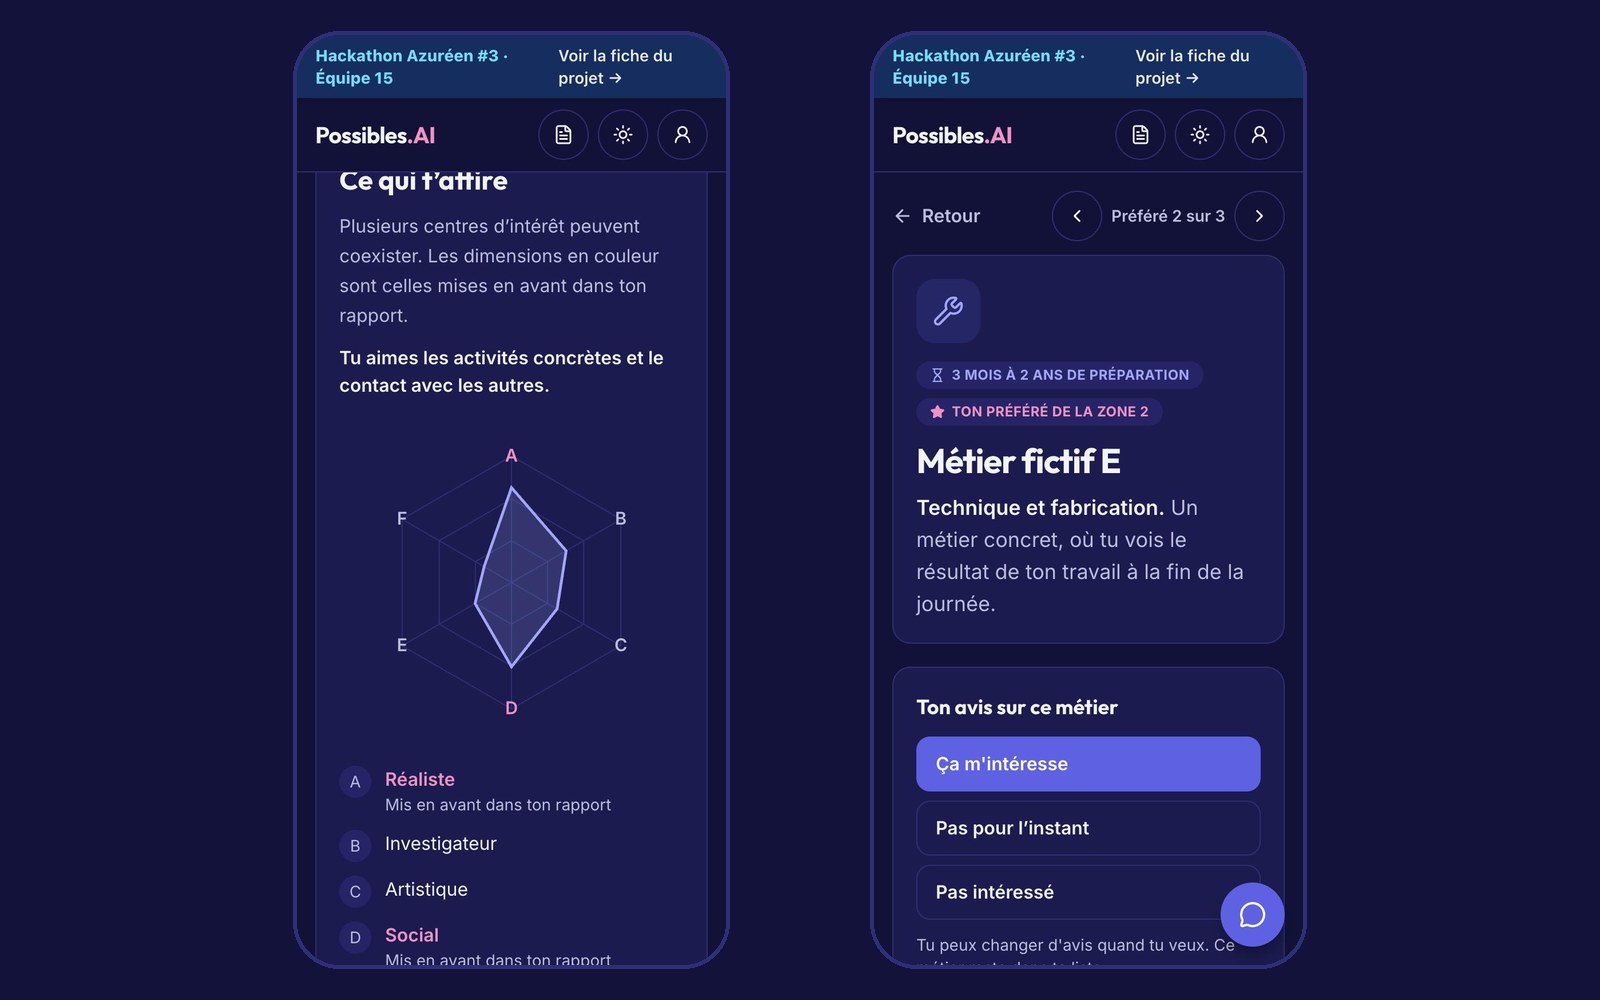 Hackathon Azuréen #3 ·
Équipe 15
Voir la fiche du
projet →
Possibles.AI
Ce qui t’attire
Plusieurs centres d’intérêt peuvent
coexister. Les dimensions en couleur
sont celles mises en avant dans ton
rapport.
Tu aimes les activités concrètes et le
contact avec les autres.
A
F
B
E
C
D
A Réaliste
Mis en avant dans ton rapport
B Investigateur
C Artistique
D Social
Mis en avant dans ton rapport
Hackathon Azuréen #3 ·
Équipe 15
Voir la fiche du
projet →
Possibles.AI
← Retour
Préféré 2 sur 3
3 MOIS À 2 ANS DE PRÉPARATION
TON PRÉFÉRÉ DE LA ZONE 2
Métier fictif E
Technique et fabrication. Un
métier concret, où tu vois le
résultat de ton travail à la fin de la
journée.
Ton avis sur ce métier
Ça m'intéresse
Pas pour l’instant
Pas intéressé
Tu peux changer d'avis quand tu veux. Ce